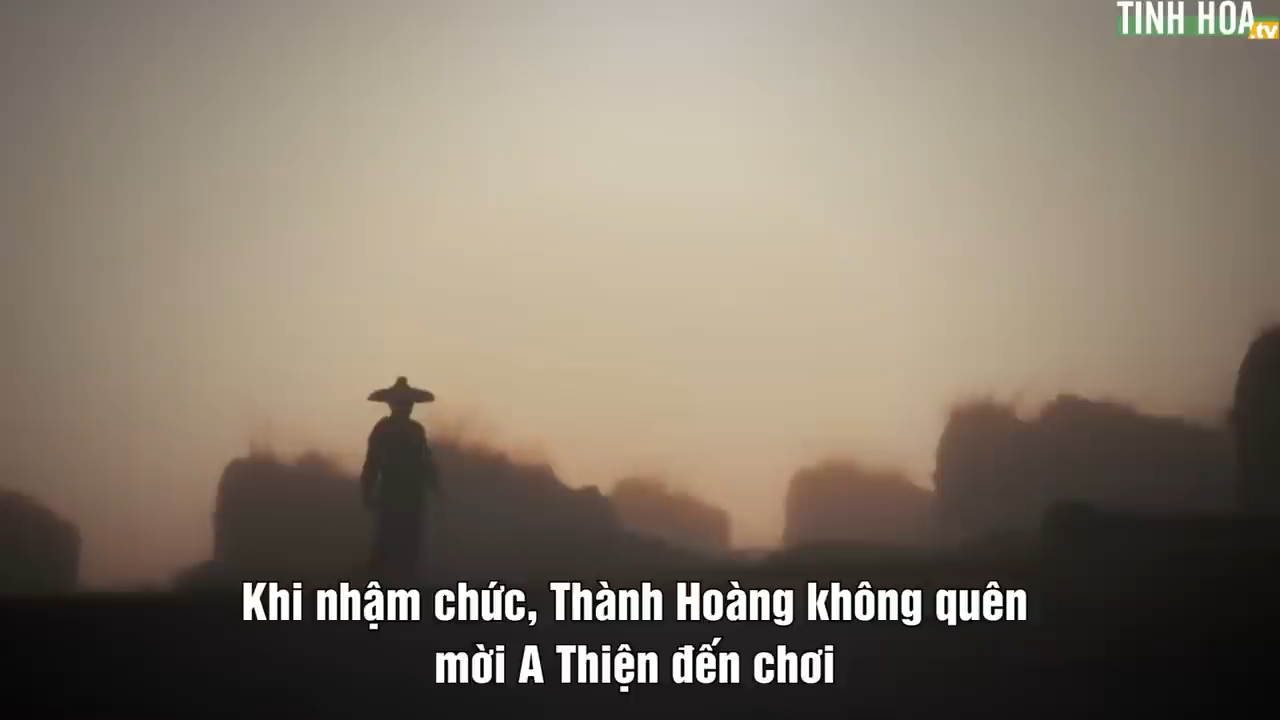 TINH HOA
.tv
Khi nhậm chức, Thành Hoàng không quên
mời A Thiện đến chơi